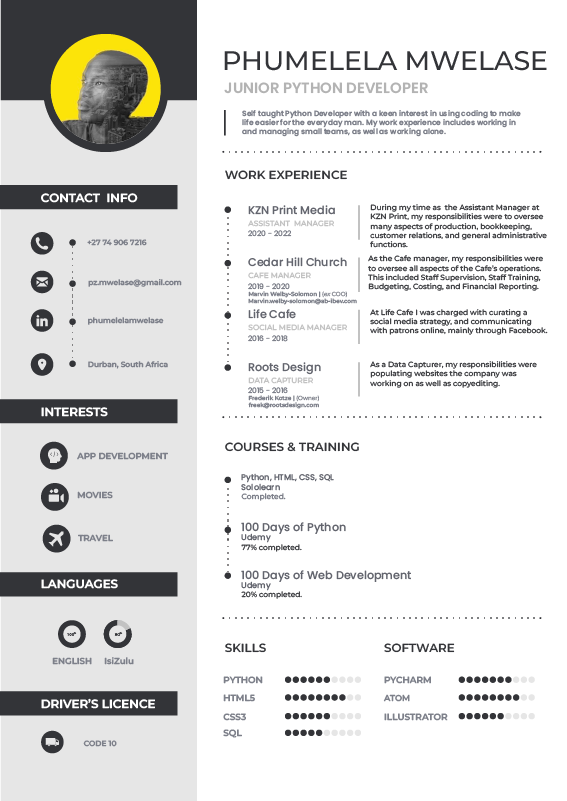 PHUMELELA MWELASE
JUNIOR PYTHON DEVELOPER
Self taught Python Developer with a keen interest in using coding to make
life easier for the everyday man. My work experience includes working in
and managing small teams, as well as working alone.
CONTACT INFO
+27 74 906 7216
pz.mwelase@gmail.com
phumelelamwelase
Durban, South Africa
INTERESTS
APP DEVELOPMENT
MOVIES
TRAVEL
LANGUAGES
100%
80%
ENGLISH
IsiZulu
DRIVER'S LICENCE
CODE 10
WORK EXPERIENCE
KZN Print Media
ASSISTANT MANAGER
2020 - 2022
During my time as the Assistant Manager at
KZN Print, my responsibilities were to oversee
many aspects of production, bookkeeping,
customer relations, and general administrative
functions.
Cedar Hill Church
CAFE MANAGER
2019 - 2020
Marvin Welby-Solomon | (ex COO)
Marvin.welby-solomon@ab-ibev.com
As the Cafe manager, my responsibilities were
to oversee all aspects of the Cafe's operations.
This included Staff Supervision, Staff Training,
Budgeting, Costing, and Financial Reporting.
Life Cafe
SOCIAL MEDIA MANAGER
2016 - 2018
At Life Cafe I was charged with curating a
social media strategy, and communicating
with patrons online, mainly through Facebook.
Roots Design
DATA CAPTURER
2015 - 2016
Frederik Kotze | (Owner)
freek@rootsdesign.com
As a Data Capturer, my responsibilities were
populating websites the company was
working on as well as copyediting.
COURSES & TRAINING
Python, HTML, CSS, SQL
Sololearn
Completed.
100 Days of Python
Udemy
77% completed.
100 Days of Web Development
Udemy
20% completed.
SKILLS
PYTHON
HTML5
CSS3
SQL
SOFTWARE
PYCHARM
ATOM
ILLUSTRATOR